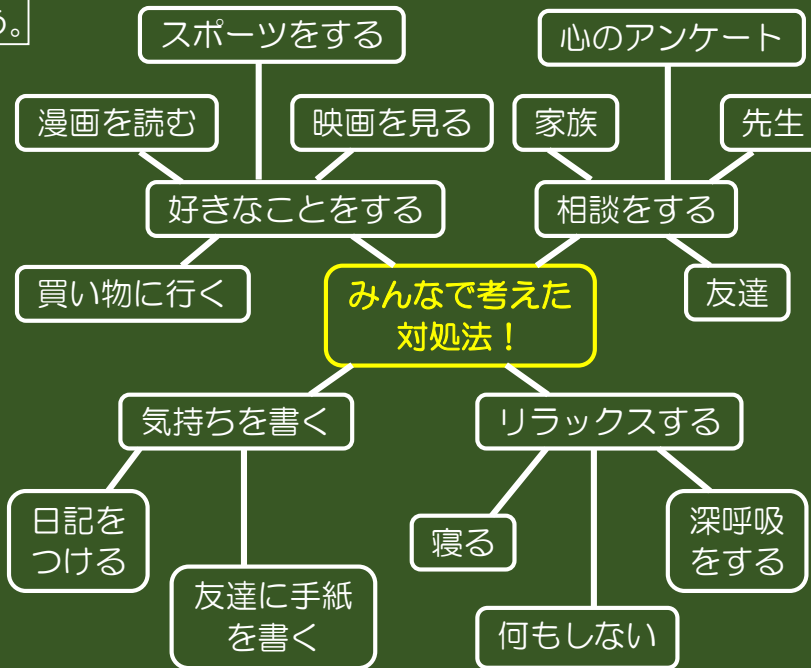 う。
スポーツをする
心のアンケート
漫画を読む
映画を見る
家族
先生
好きなことをする
相談をする
買い物に行く
みんなで考えた
対処法！
友達
気持ちを書く
リラックスする
日記を
つける
友達に手紙
を書く
寝る
何もしない
深呼吸
をする